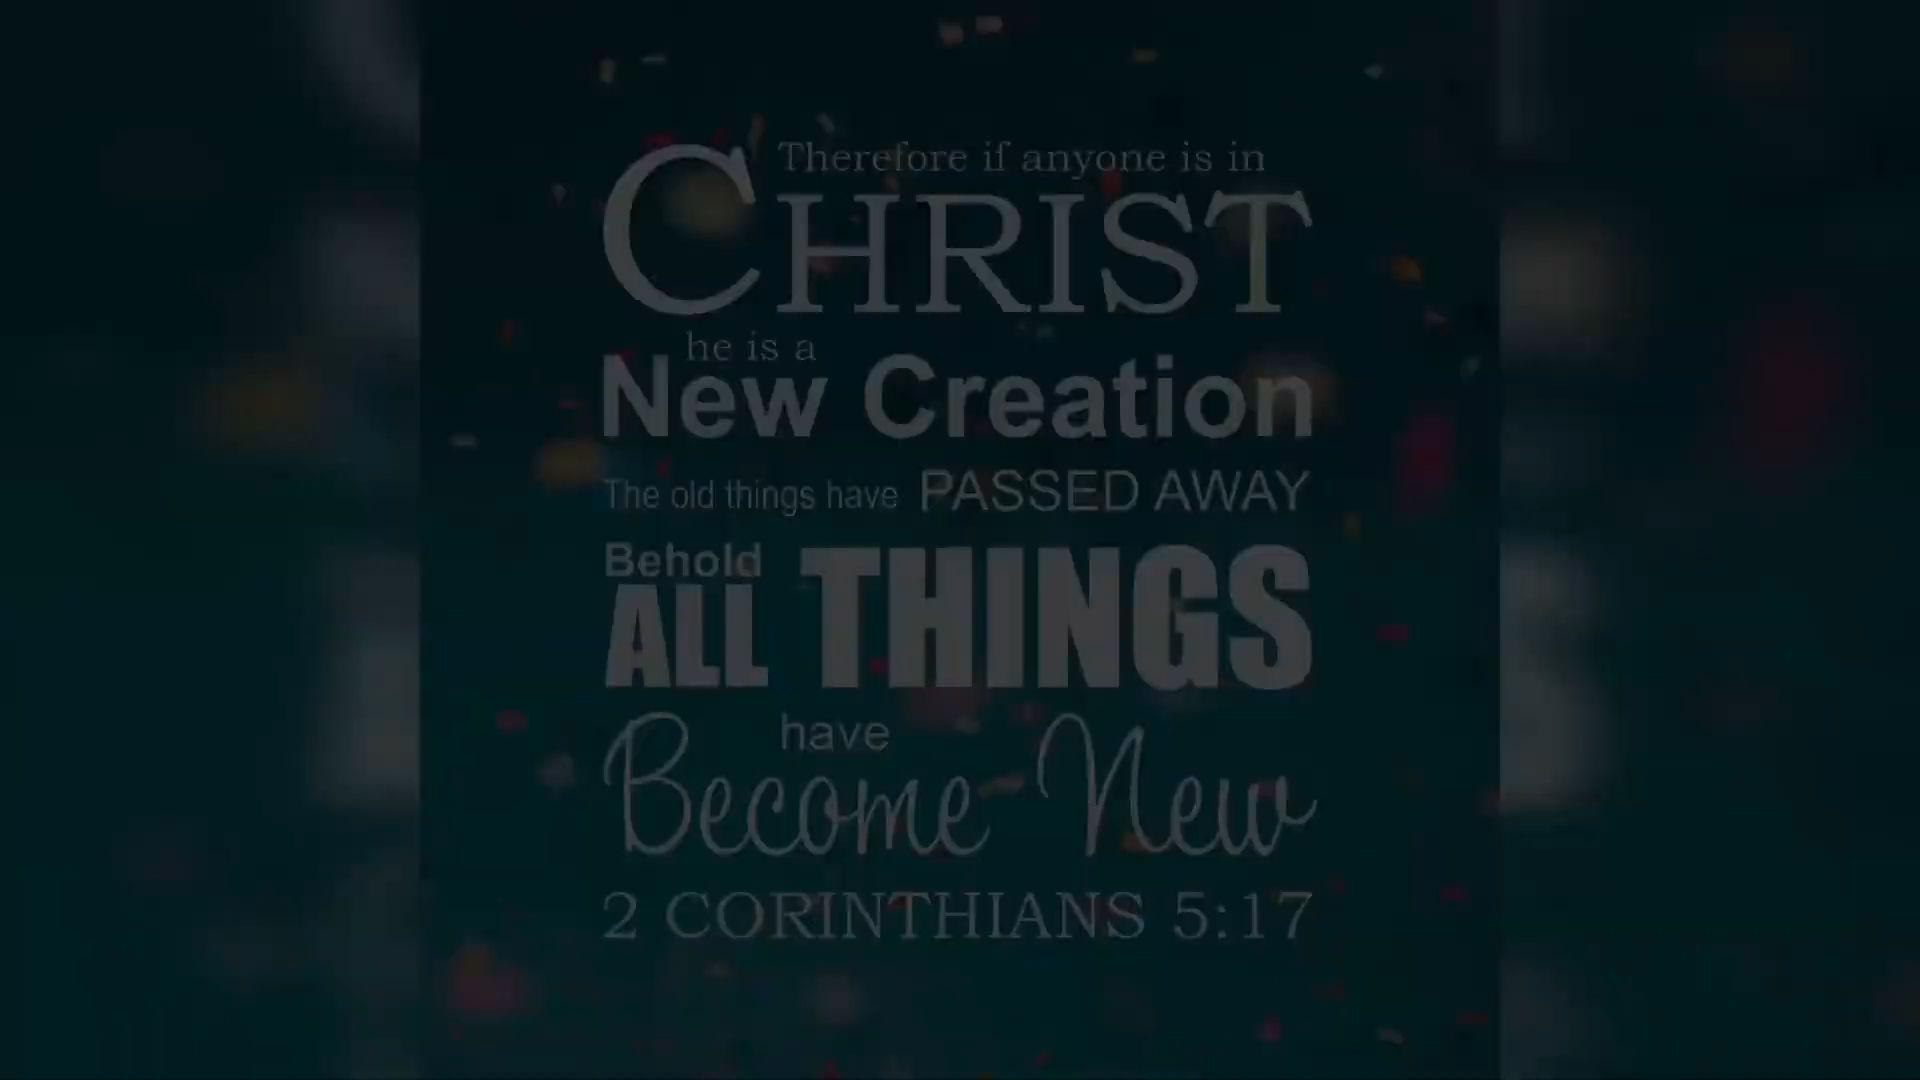 Therefore if anyone is in
CHRIST
he is a
New Creation
The old things have PASSED AWAY
Behold
ALL THINGS
have
Become New
2 CORINTHIANS 5:17